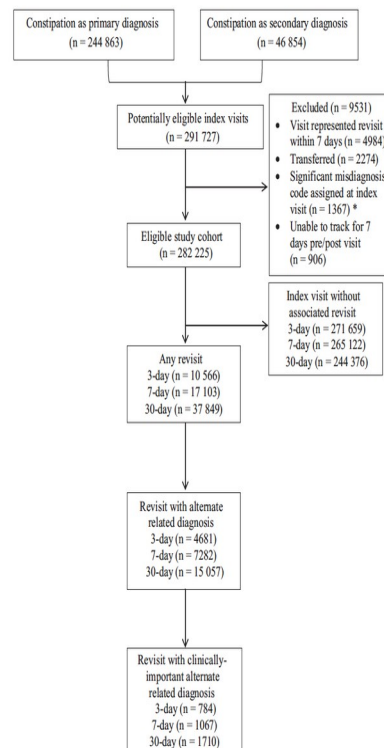 Constipation as primary diagnosis
(n = 244 863)
Constipation as secondary diagnosis
(n = 46 854)
Potentially eligible index visits
(n = 291 727)
Excluded (n = 9531)
• Visit represented revisit
within 7 days (n = 4984)
• Transferred (n = 2274)
• Significant misdiagnosis
code assigned at index
visit (n = 1367) *
• Unable to track for 7
days pre/post visit
(n = 906)
Eligible study cohort
(n = 282 225)
Index visit without
associated revisit
3-day (n = 271 659)
7-day (n = 265 122)
30-day (n = 244 376)
Any revisit
3-day (n = 10 566)
7-day (n = 17 103)
30-day (n = 37 849)
Revisit with alternate
related diagnosis
3-day (n = 4681)
7-day (n = 7282)
30-day (n = 15 057)
Revisit with clinically-
important alternate
related diagnosis
3-day (n = 784)
7-day (n = 1067)
30-day (n = 1710)